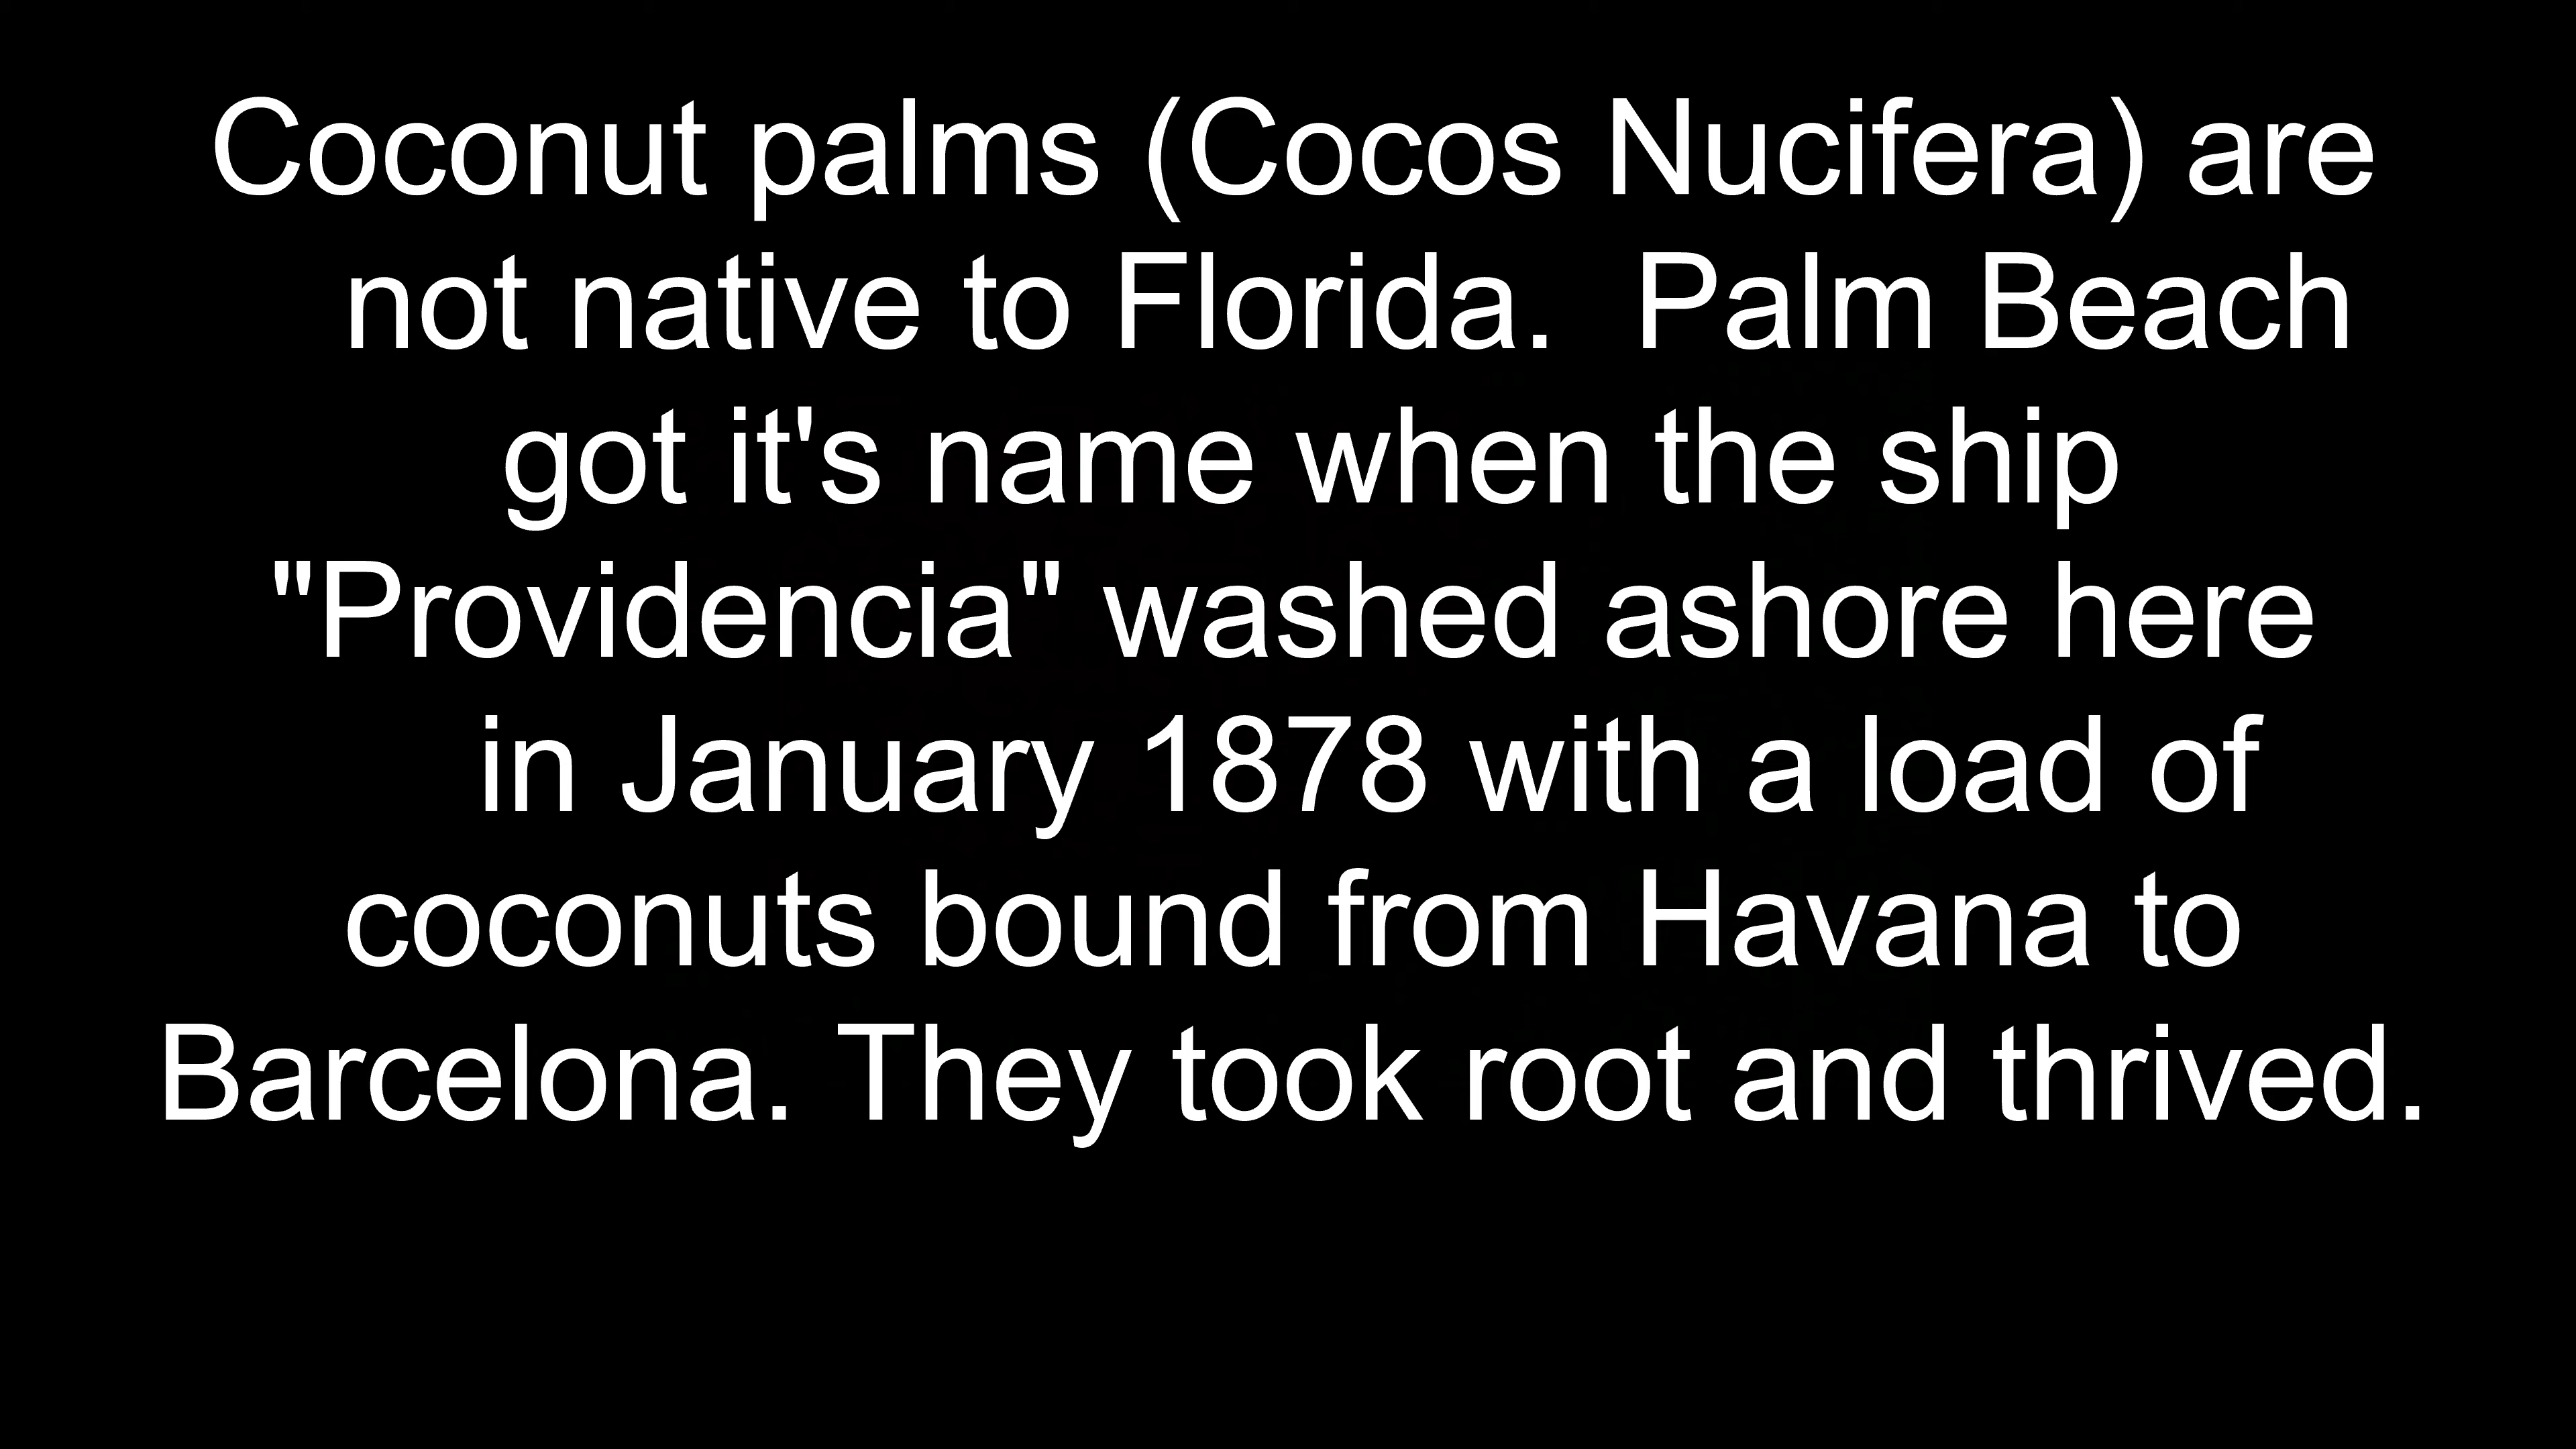 Coconut palms (Cocos Nucifera) are
not native to Florida.  Palm Beach
got it's name when the ship
"Providencia" washed ashore here
in January 1878 with a load of
coconuts bound from Havana to
Barcelona. They took root and thrived.